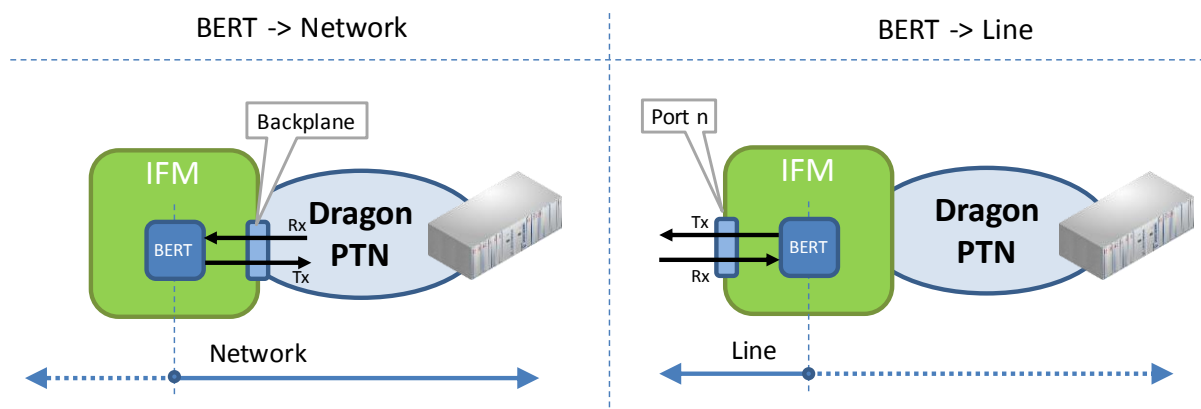 BERT -> Network
Backplane
IFM
BERT
Rx
Tx
Dragon
PTN
Network
BERT -> Line
Port n
IFM
Tx
Rx
BERT
Dragon
PTN
Line